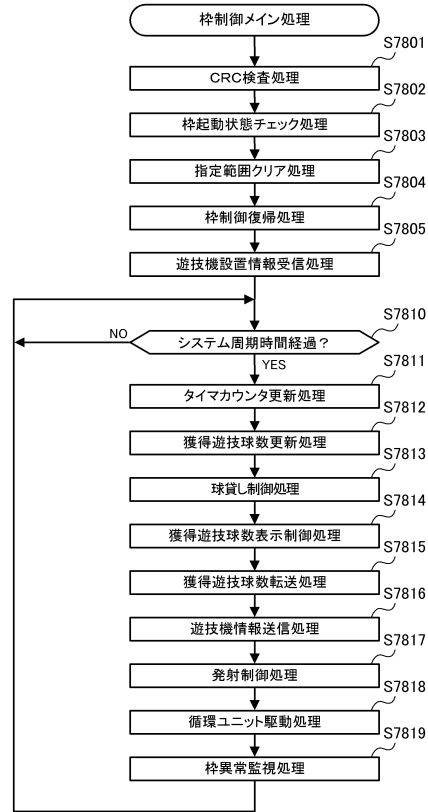 枠制御メイン処理
S7801
CRC検査処理
S7802
枠起動状態チェック処理
S7803
指定範囲クリア処理
S7804
枠制御復帰処理
S7805
遊技機設置情報受信処理
S7810
NO
システム周期時間経過？
YES
S7811
タイマカウンタ更新処理
S7812
獲得遊技球数更新処理
S7813
球貸し制御処理
S7814
獲得遊技球数表示制御処理
S7815
獲得遊技球数転送処理
S7816
遊技機情報送信処理
S7817
発射制御処理
S7818
循環ユニット駆動処理
S7819
枠異常監視処理